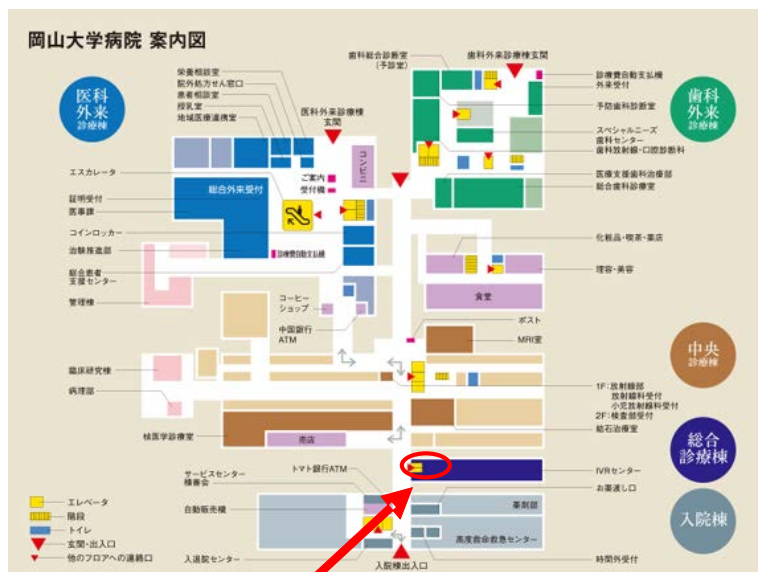 岡山大学病院 案内図
医科
外来
診療棟
栄養相談室
院外処方せん窓口
患者相談室
授乳室
地域医療連携室
医科外来診療棟
玄関
歯科総合診断室
(予診室)
歯科外来診療棟玄関
診療費自動支払機
外来受付
予防歯科診断室
スペシャルニーズ
歯科センター
歯科放射線・口腔診断科
医療支援歯科治療部
総合歯科診療室
歯科
外来
診療棟
エスカレータ
証明受付
医事課
コインロッカー
治験推進部
総合患者
支援センター
管理棟
総合外来受付
ご案内
受付機
コンビニ
診療費自動支払機
コーヒー
ショップ
中国銀行
ATM
化粧品・喫茶・薬店
理容・美容
食堂
ポスト
MRI室
中央
診療棟
臨床研究棟
病理部
核医学診療室
売店
1F:放射線部
放射線科受付
小児放射線科受付
2F:検査部受付
結石治療室
総合
診療棟
IVRセンター
お薬渡し口
サービスセンター
積善会
トマト銀行ATM
自動販売機
入退院センター
薬剤部
高度救命救急センター
時間外受付
入院棟出入口
入院棟
エレベータ
階段
トイレ
玄関・出入口
他のフロアへの連絡口